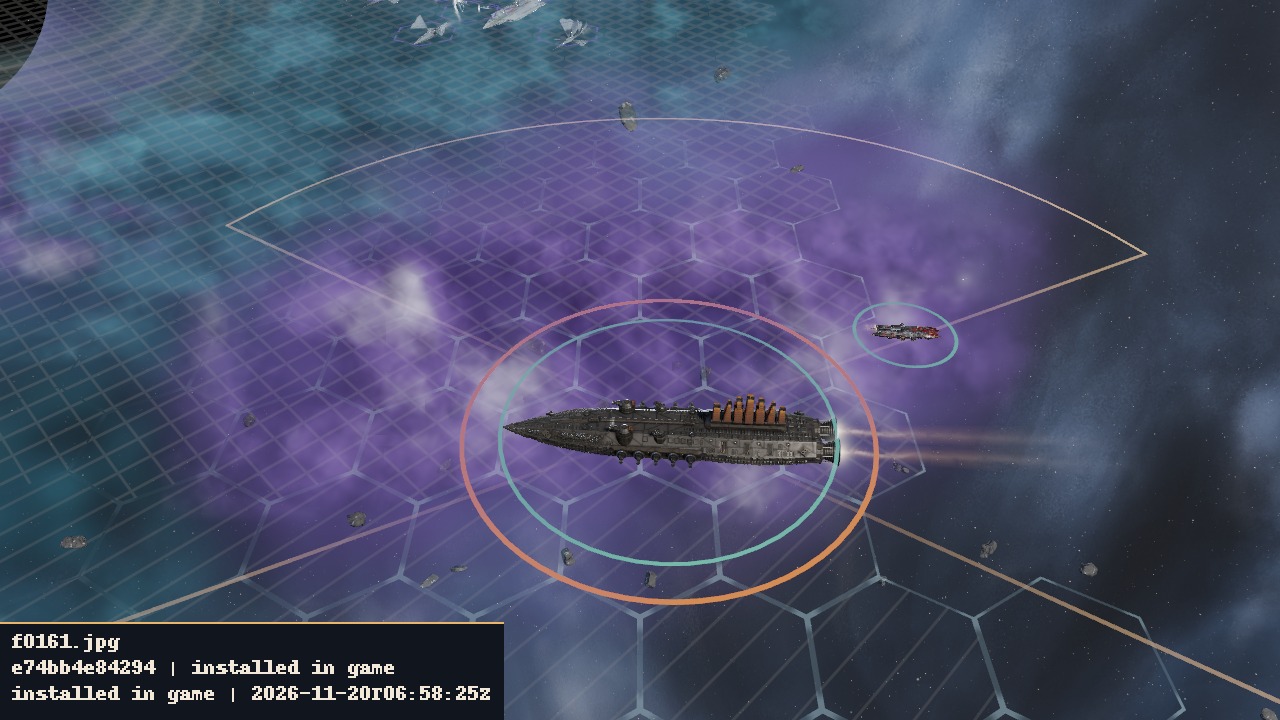 f0161.jpg
e74bb4e84294 | installed in game
installed in game | 2026-11-20T06:58:25Z